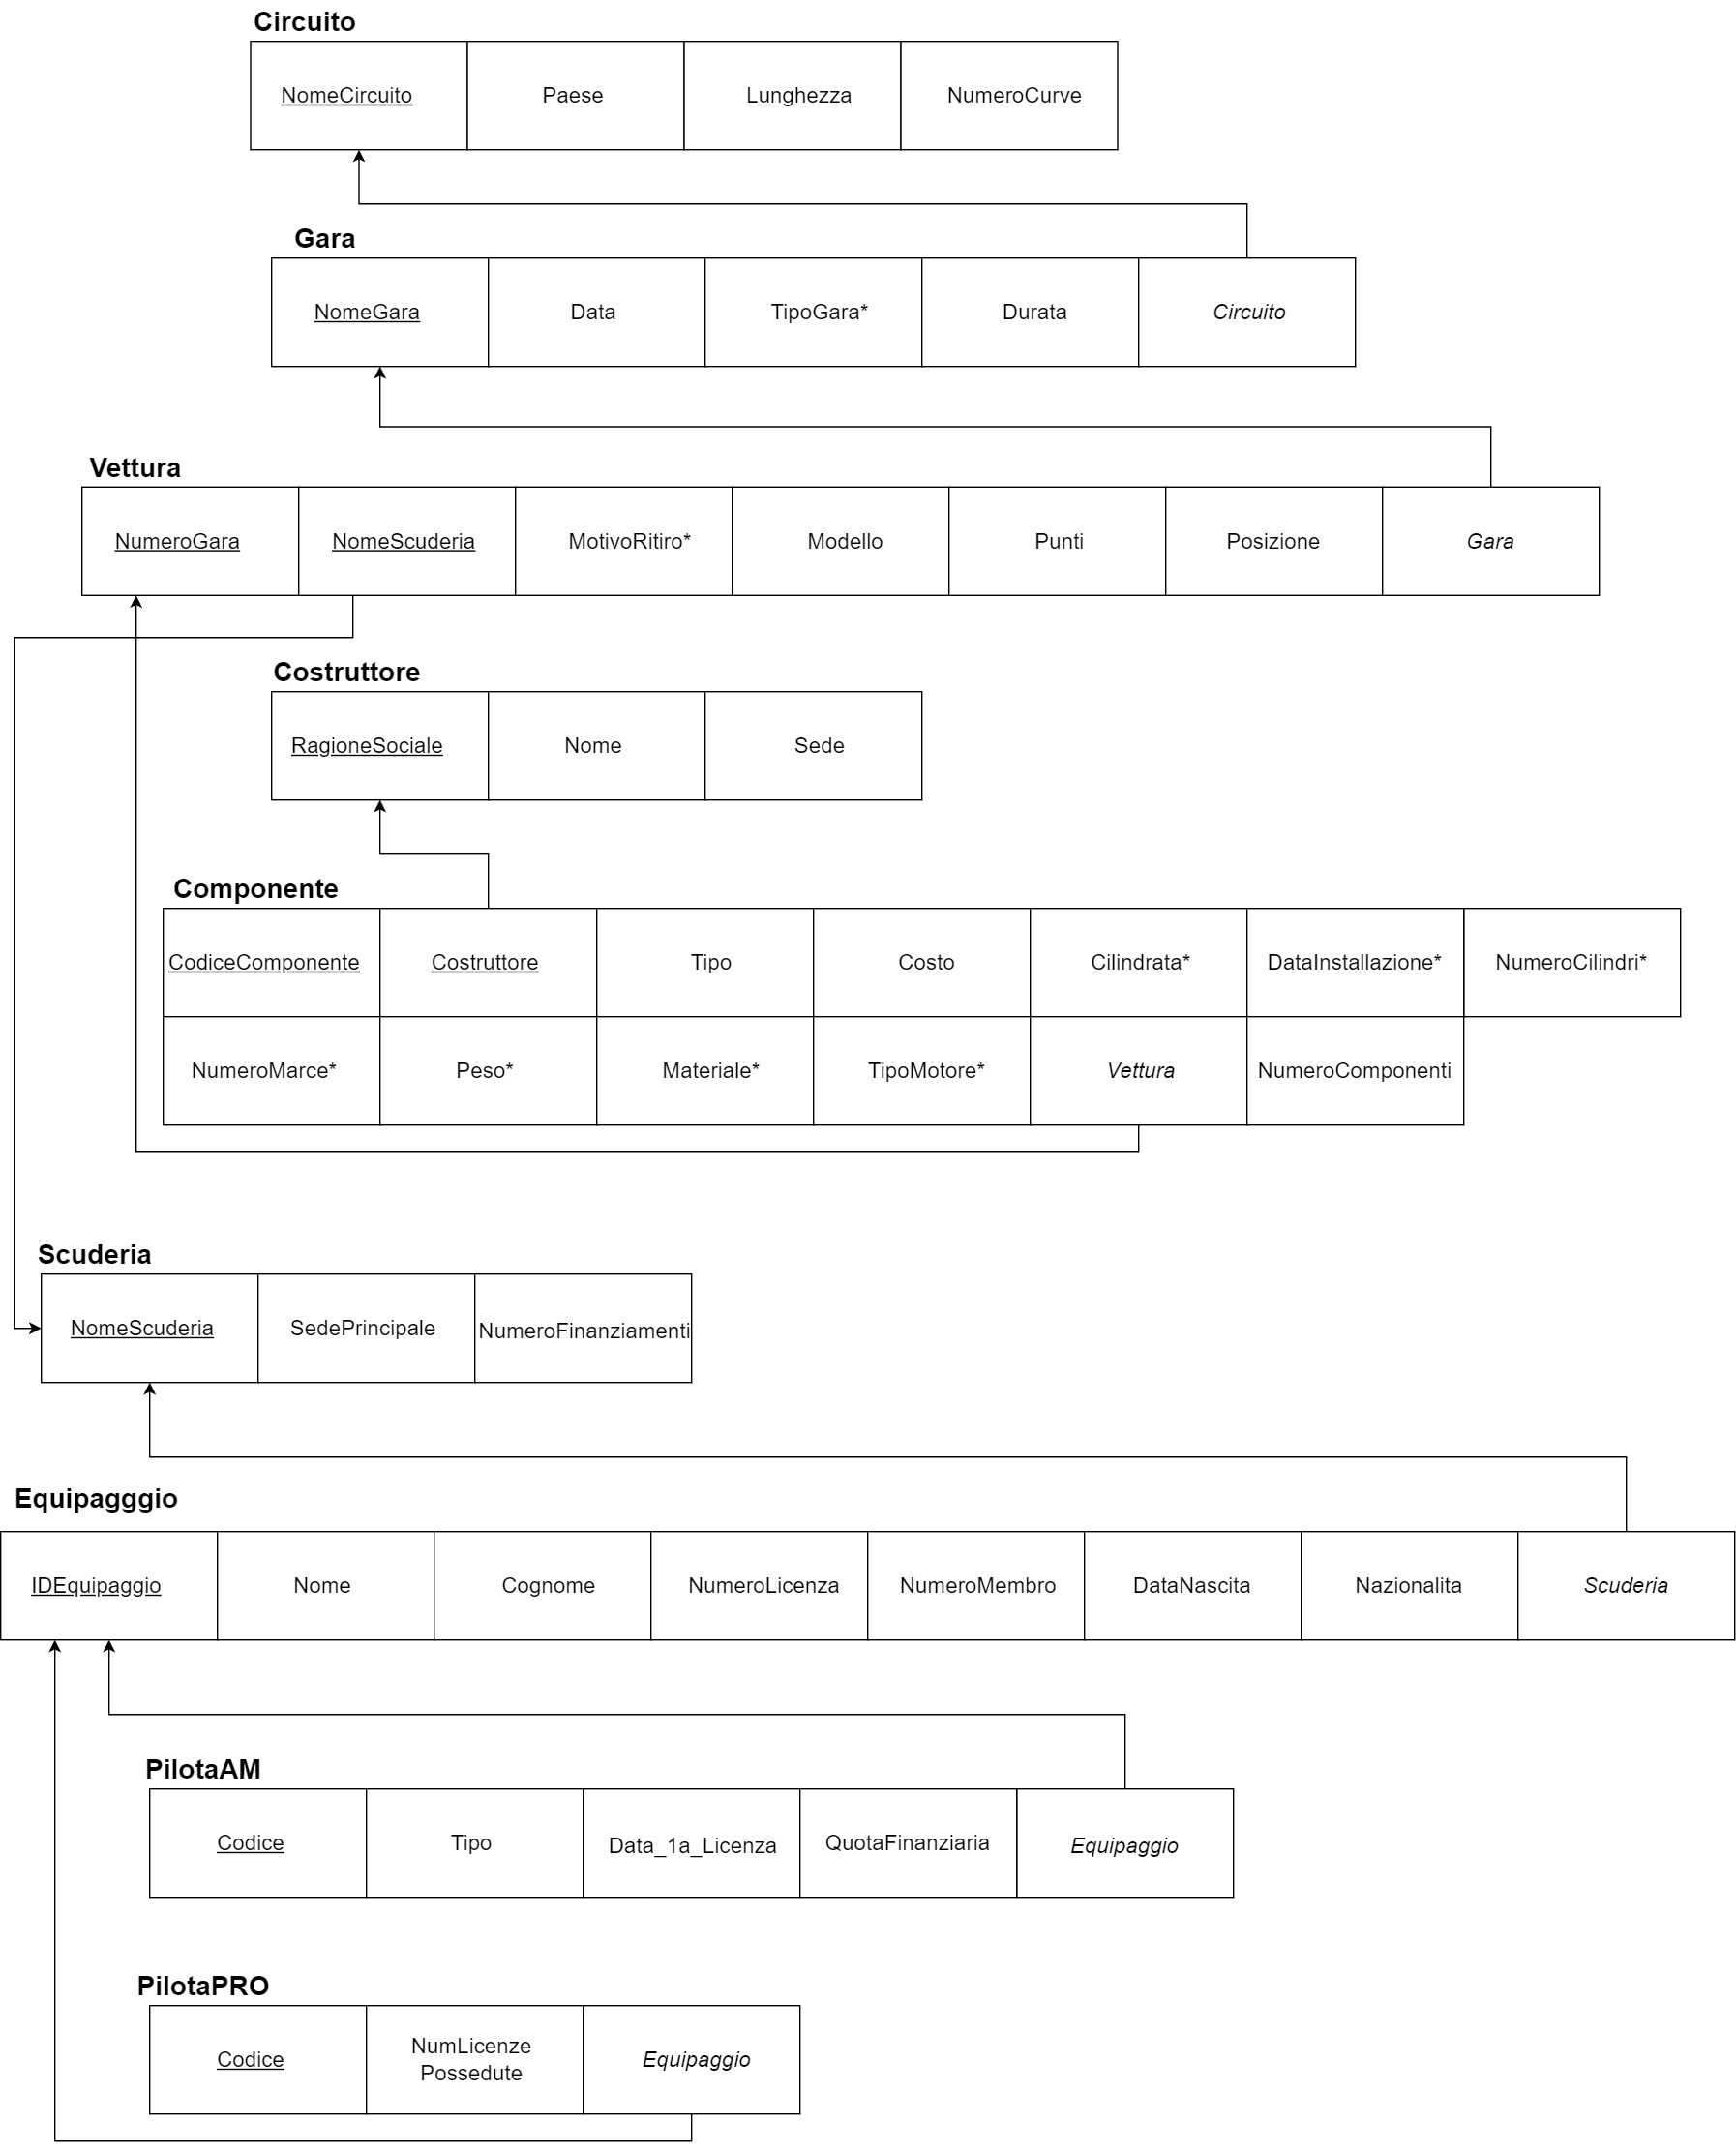 Circuito
NomeCircuito Paese Lunghezza NumeroCurve
Gara
NomeGara Data TipoGara* Durata Circuito
Vettura
NumeroGara NomeScuderia MotivoRitiro* Modello Punti Posizione Gara
Costruttore
RagioneSociale Nome Sede
Componente
CodiceComponente Costruttore Tipo Costo Cilindrata* DataInstallazione* NumeroCilindri*
NumeroMarce* Peso* Materiale* TipoMotore* Vettura NumeroComponenti
Scuderia
NomeScuderia SedePrincipale NumeroFinanziamenti
Equipagggio
IDEquipaggio Nome Cognome NumeroLicenza NumeroMembro DataNascita Nazionalita Scuderia
PilotaAM
Codice Tipo Data_1a_Licenza QuotaFinanziaria Equipaggio
PilotaPRO
Codice NumLicenze Possedute Equipaggio